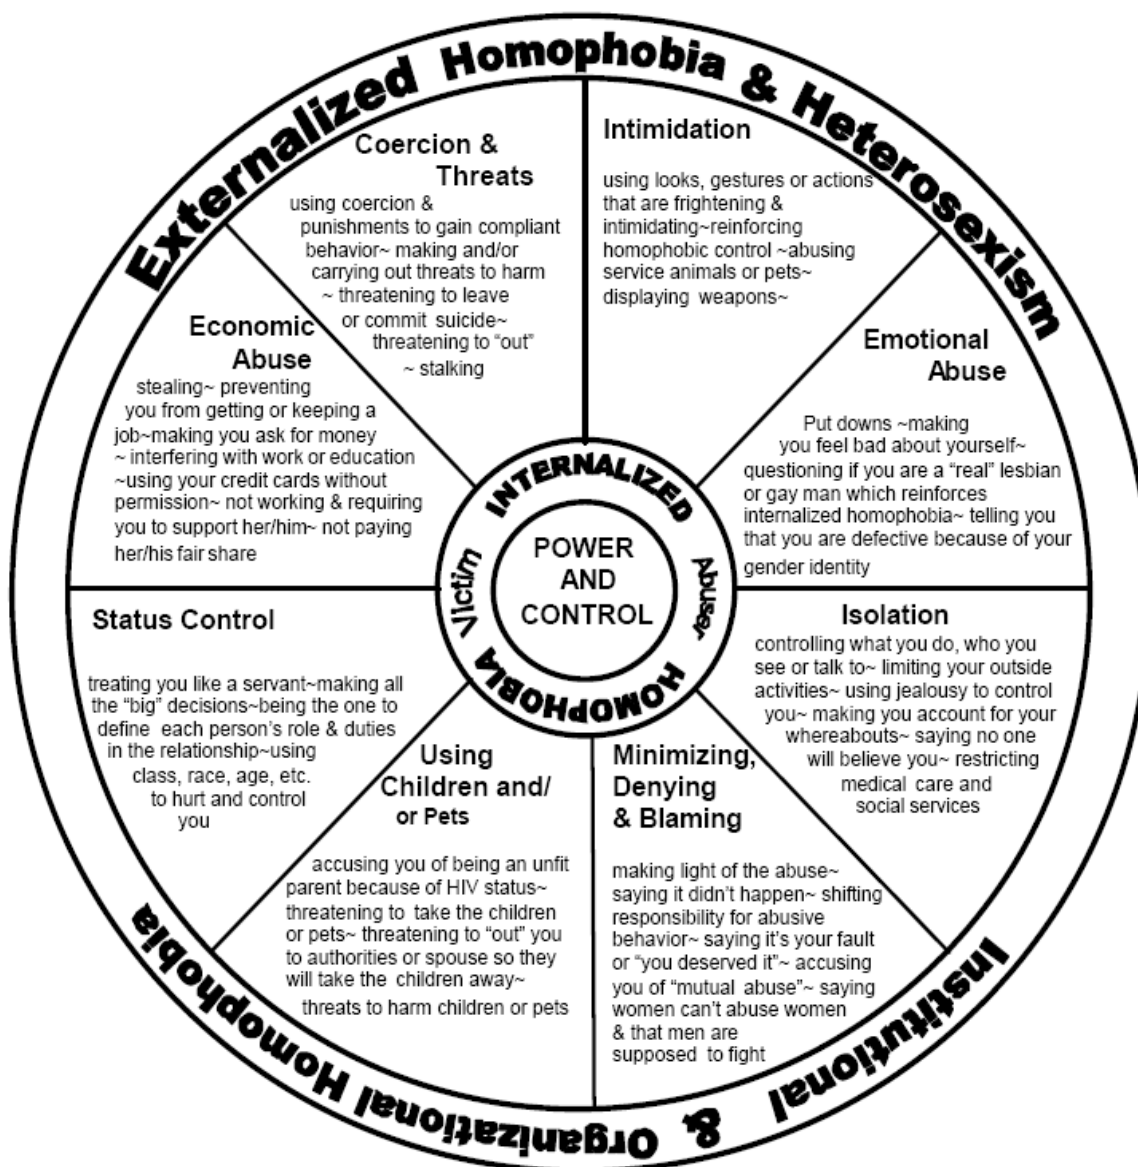 Externalized Homophobia & Heterosexism
Coercion &
Threats
using coercion &
punishments to gain compliant
behavior~ making and/or
carrying out threats to harm
~ threatening to leave
or commit suicide~
threatening to “out”
~ stalking
Intimidation
using looks, gestures or actions
that are frightening &
intimidating~reinforcing
homophobic control ~abusing
service animals or pets~
displaying weapons~
Emotional
Abuse
Put downs ~making
you feel bad about yourself~
questioning if you are a “real” lesbian
or gay man which reinforces
internalized homophobia~ telling you
that you are defective because of your
gender identity
Isolation
controlling what you do, who you
see or talk to~ limiting your outside
activities~ using jealousy to control
you~ making you account for your
whereabouts~ saying no one
will believe you~ restricting
medical care and
social services
Minimizing,
Denying
& Blaming
making light of the abuse~
saying it didn’t happen~ shifting
responsibility for abusive
behavior~ saying it’s your fault
or “you deserved it”~ accusing
you of “mutual abuse”~ saying
women can’t abuse women
& that men are
supposed to fight
Using
Children and/
or Pets
accusing you of being an unfit
parent because of HIV status~
threatening to take the children
or pets~ threatening to “out” you
to authorities or spouse so they
will take the children away~
threats to harm children or pets
Status Control
treating you like a servant~making all
the “big” decisions~being the one to
define each person’s role & duties
in the relationship~using
class, race, age, etc.
to hurt and control
you
Economic
Abuse
stealing~ preventing
you from getting or keeping a
job~making you ask for money
~ interfering with work or education
~using your credit cards without
permission~ not working & requiring
you to support her/him~ not paying
her/his fair share
INTERNALIZED
Abuser
HOMOPHOBIA
Victim
POWER
AND
CONTROL
Institutional & Organizational Homophobia